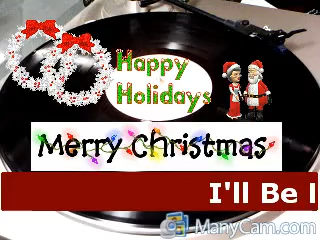 Happy
Holidays
Merry Christmas
I'll Be
ManyCam.com